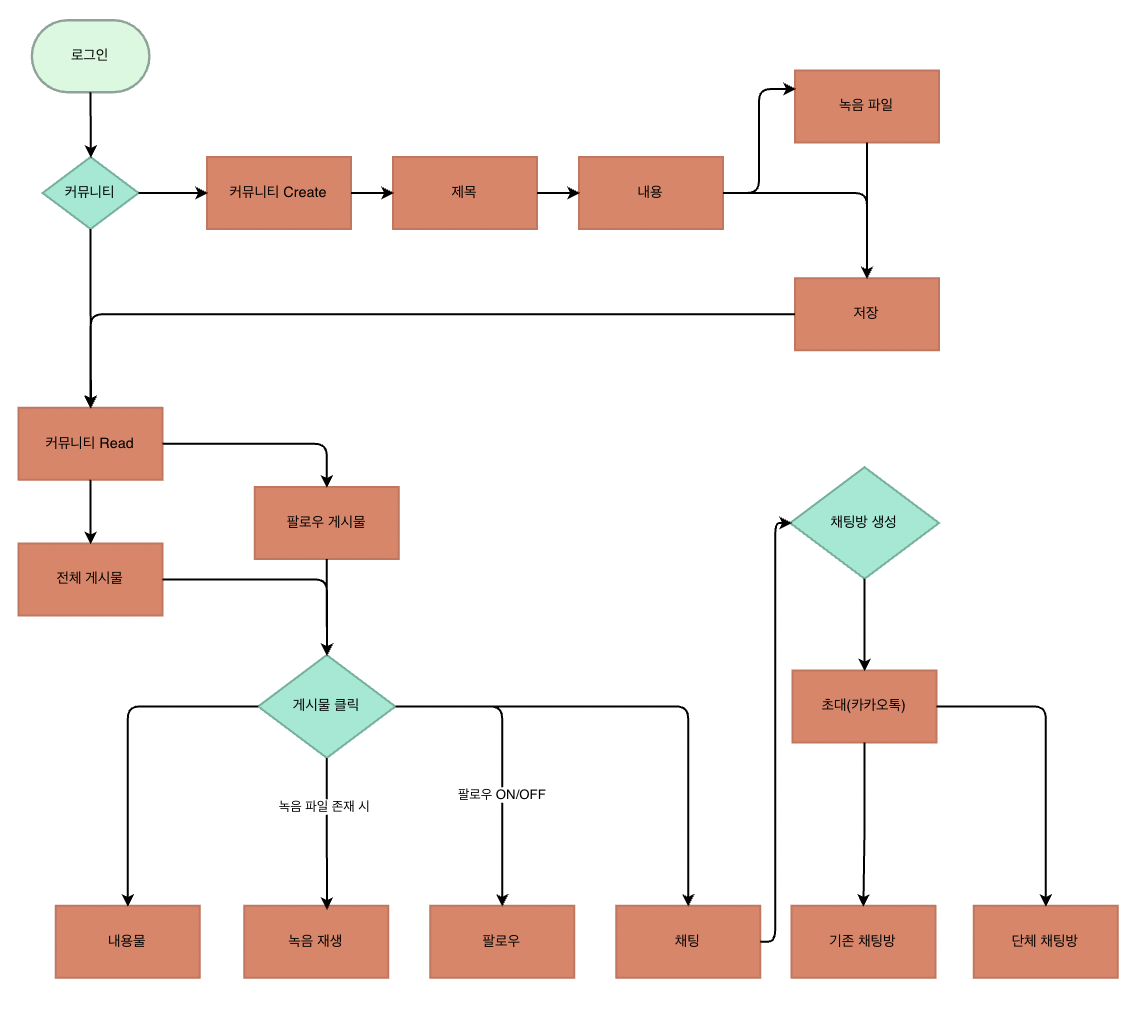 로그인
녹음 파일
커뮤니티
커뮤니티 Create
제목
내용
저장
커뮤니티 Read
팔로우 게시물
채팅방 생성
전체 게시물
게시물 클릭
초대(카카오톡)
녹음 파일 존재 시
팔로우 ON/OFF
내용물
녹음 재생
팔로우
채팅
기존 채팅방
단체 채팅방